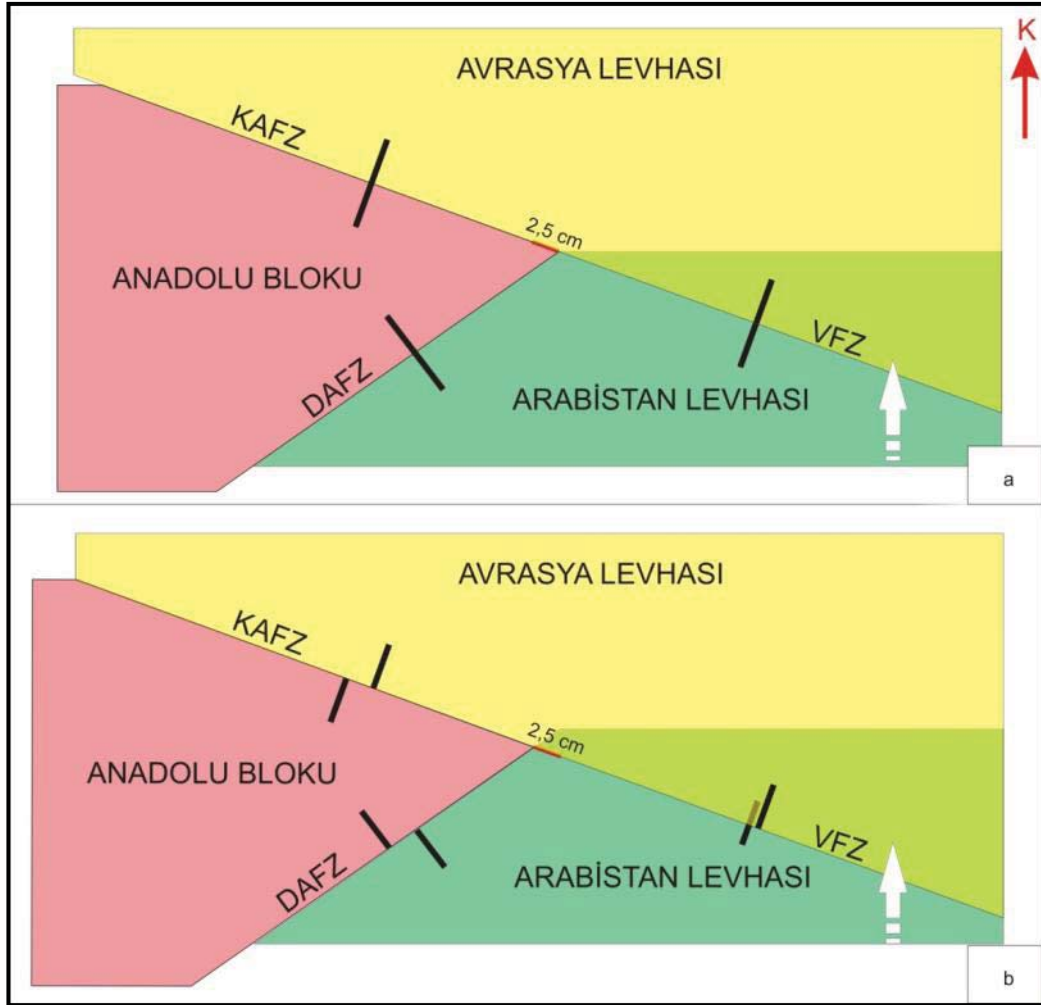 AVRASYA LEVHASI
K
KAFZ
2,5 cm
ANADOLU BLOKU
VFZ
DAFZ
ARABİSTAN LEVHASI
a
AVRASYA LEVHASI
KAFZ
2,5 cm
ANADOLU BLOKU
VFZ
DAFZ
ARABİSTAN LEVHASI
b